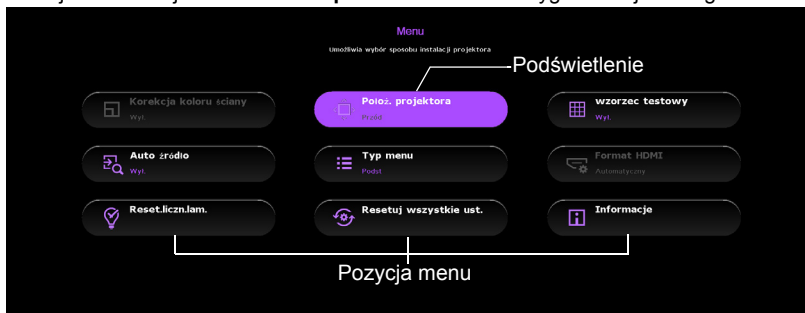 Menu
Umożliwia wybór sposobu instalacji projektora
Podświetlenie
Korekcja koloru ściany
Wył.
Położ. projektora
Przód
wzorzec testowy
Wył.
Auto źródło
Wył.
Typ menu
Podst
Format HDMI
Automatyczny
Reset.liczn.lam.
Resetuj wszystkie ust.
Informacje
Pozycja menu